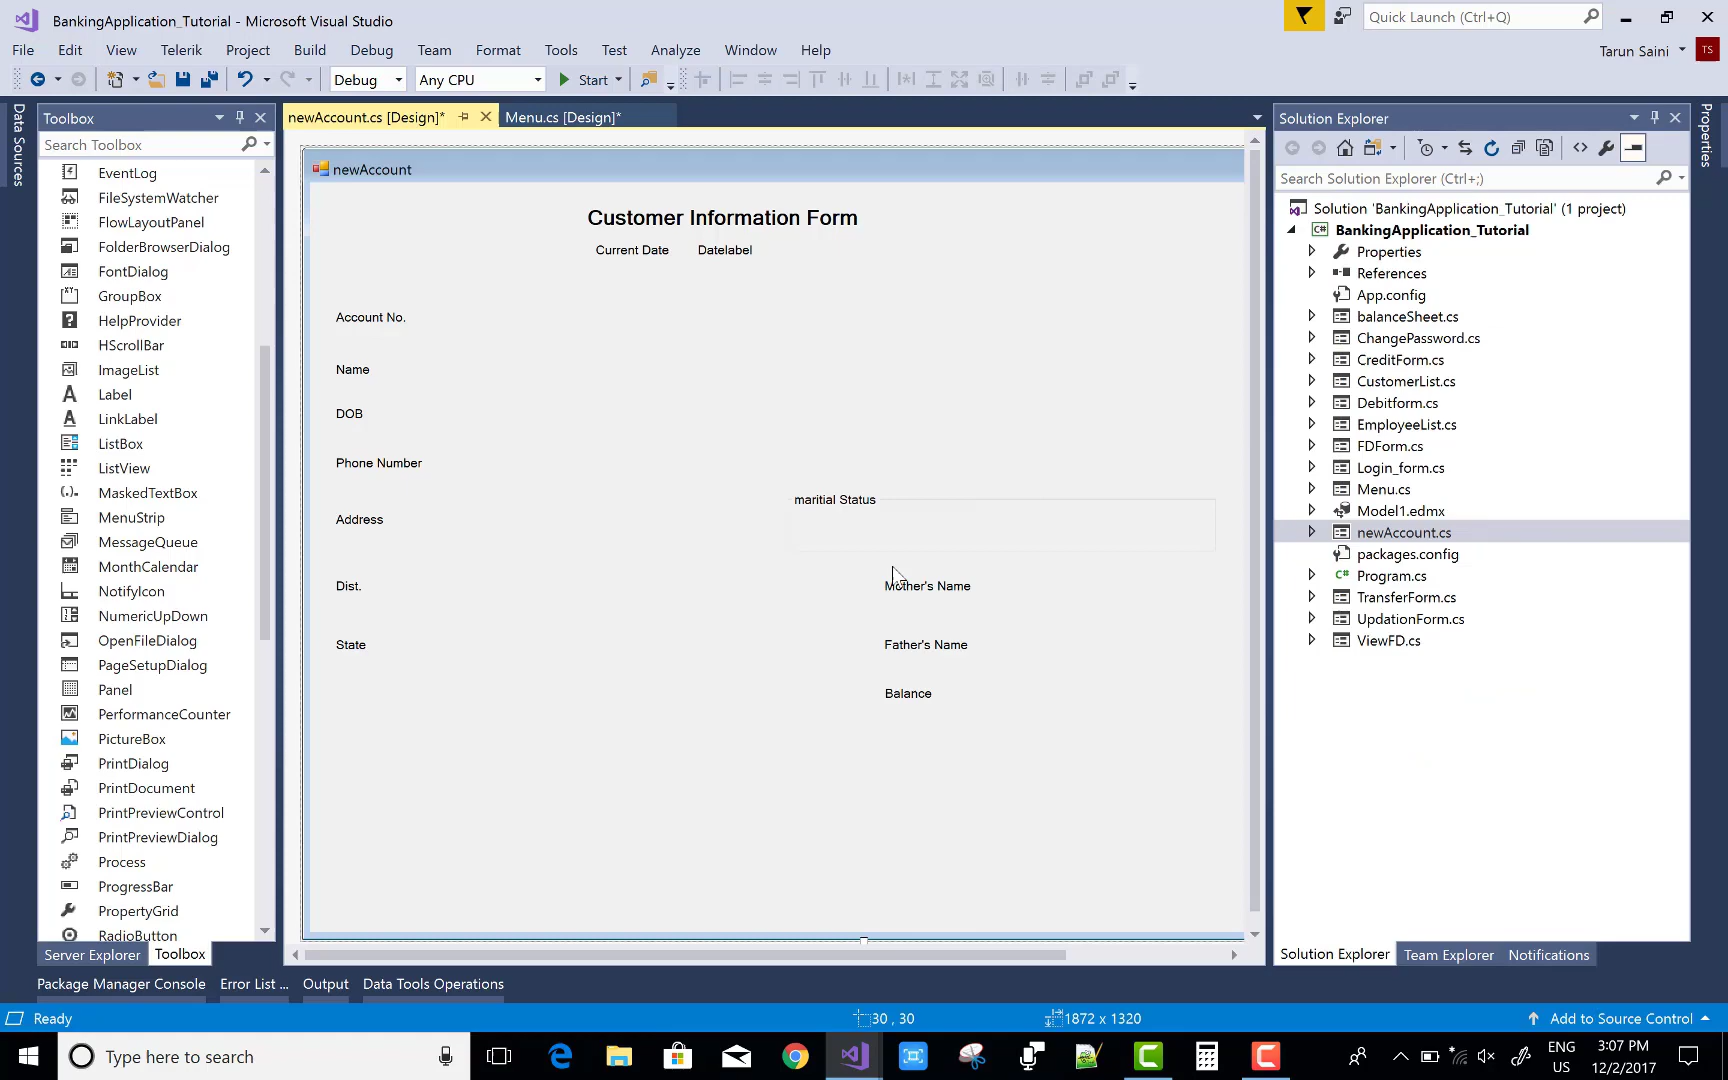 BankingApplication_Tutorial - Microsoft Visual Studio
Quick Launch (Ctrl+Q)
File Edit View Telerik Project Build Debug Team Format Tools Test Analyze Window Help
Tarun Saini
TS
Debug
Any CPU
Start
Data Sources
Toolbox
Search Toolbox
EventLog
FileSystemWatcher
FlowLayoutPanel
FolderBrowserDialog
FontDialog
GroupBox
HelpProvider
HScrollBar
ImageList
Label
LinkLabel
ListBox
ListView
MaskedTextBox
MenuStrip
MessageQueue
MonthCalendar
NotifyIcon
NumericUpDown
OpenFileDialog
PageSetupDialog
Panel
PerformanceCounter
PictureBox
PrintDialog
PrintDocument
PrintPreviewControl
PrintPreviewDialog
Process
ProgressBar
PropertyGrid
RadioButton
Server Explorer Toolbox
newAccount.cs [Design]* Menu.cs [Design]*
newAccount
Customer Information Form
Current Date Datelabel
Account No.
Name
DOB
Phone Number
maritial Status
Address
Dist. Mother's Name
State Father's Name
Balance
Solution Explorer
Search Solution Explorer (Ctrl+;)
Solution 'BankingApplication_Tutorial' (1 project)
C# BankingApplication_Tutorial
Properties
References
App.config
balanceSheet.cs
ChangePassword.cs
CreditForm.cs
CustomerList.cs
Debitform.cs
EmployeeList.cs
FDForm.cs
Login_form.cs
Menu.cs
Model1.edmx
newAccount.cs
packages.config
C# Program.cs
TransferForm.cs
UpdationForm.cs
ViewFD.cs
Solution Explorer Team Explorer Notifications
Properties
Package Manager Console Error List ... Output Data Tools Operations
Ready 30 , 30 1872 x 1320 Add to Source Control
Type here to search
ENG
US
3:07 PM
12/2/2017